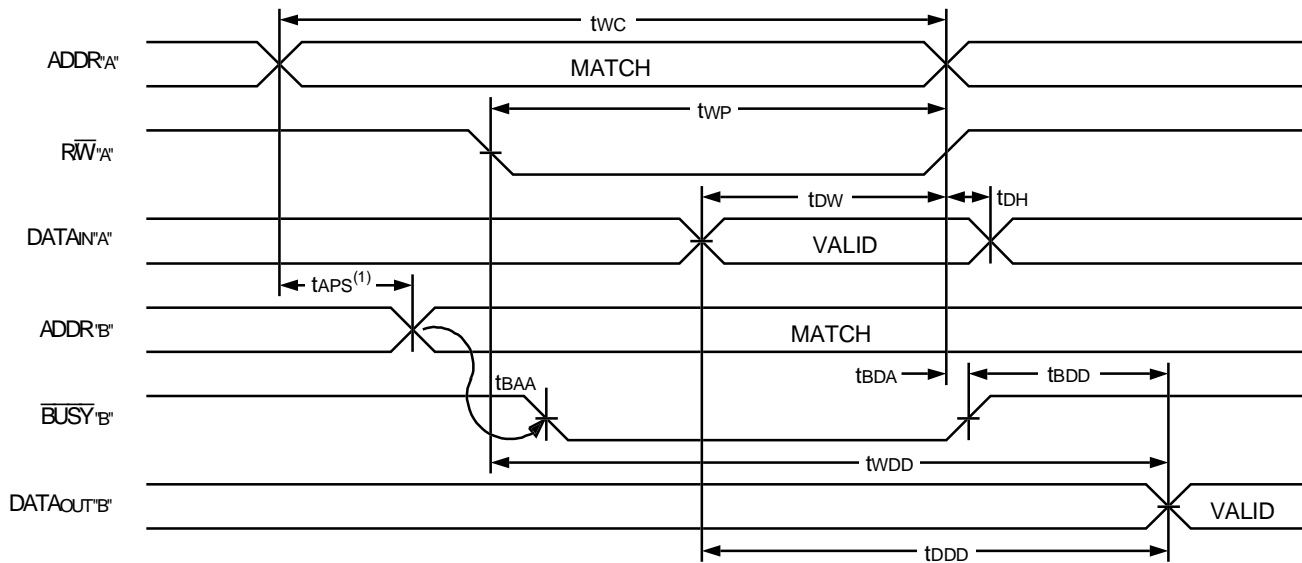 tWC
ADDR"A"
MATCH
tWP
R/W̅"A"
tDW
tDH
DATAIN"A"
VALID
tAPS(1)
ADDR"B"
MATCH
tBAA
tBDA
tBDD
B̅U̅S̅Y̅"B"
tWDD
DATAOUT"B"
VALID
tDDD